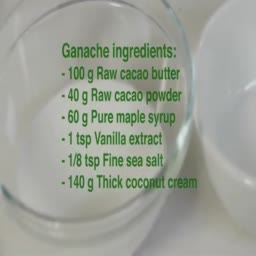 Ganache ingredients:
- 100 g Raw cacao butter
- 40 g Raw cacao powder
- 60 g Pure maple syrup
- 1 tsp Vanilla extract
- 1/8 tsp Fine sea salt
- 140 g Thick coconut cream